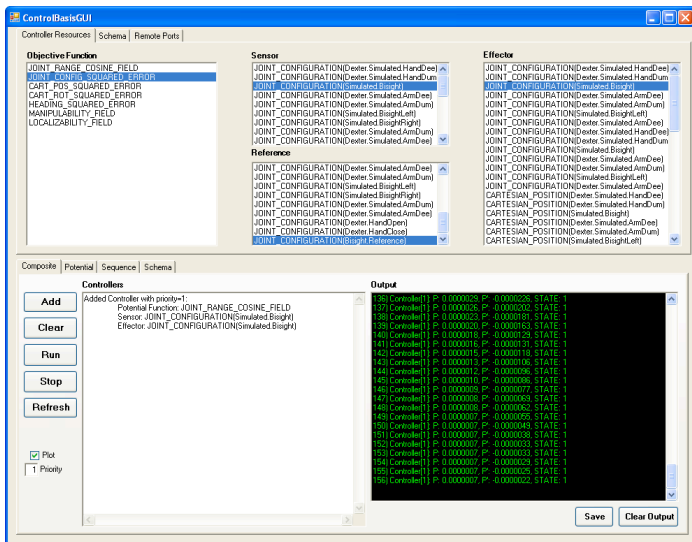 ControlBasisGUI
Controller Resources
Schema
Remote Ports
Objective Function
JOINT_RANGE_COSINE_FIELD
JOINT_CONFIG_SQUARED_ERROR
CART_POS_SQUARED_ERROR
CART_ROT_SQUARED_ERROR
HEADING_SQUARED_ERROR
MANIPULABILITY_FIELD
LOCALIZABILITY_FIELD
Sensor
JOINT_CONFIGURATION(Dexter.Simulated.HandDee)
JOINT_CONFIGURATION(Dexter.Simulated.HandDum
JOINT_CONFIGURATION(Simulated.Bisight)
JOINT_CONFIGURATION(Dexter.Simulated.ArmDee)
JOINT_CONFIGURATION(Dexter.Simulated.ArmDum)
JOINT_CONFIGURATION(Simulated.BisightLeft)
JOINT_CONFIGURATION(Simulated.BisightRight)
JOINT_CONFIGURATION(Dexter.Simulated.ArmDum)
JOINT_CONFIGURATION(Dexter.Simulated.ArmDee)
Reference
JOINT_CONFIGURATION(Dexter.Simulated.ArmDee)
JOINT_CONFIGURATION(Dexter.Simulated.ArmDum)
JOINT_CONFIGURATION(Simulated.BisightLeft)
JOINT_CONFIGURATION(Simulated.BisightRight)
JOINT_CONFIGURATION(Dexter.Simulated.ArmDum)
JOINT_CONFIGURATION(Dexter.Simulated.ArmDee)
JOINT_CONFIGURATION(Dexter.HandOpen)
JOINT_CONFIGURATION(Dexter.HandClose)
JOINT_CONFIGURATION(Bisight.Reference)
Effector
JOINT_CONFIGURATION(Dexter.Simulated.HandDee)
JOINT_CONFIGURATION(Dexter.Simulated.HandDum
JOINT_CONFIGURATION(Simulated.Bisight)
JOINT_CONFIGURATION(Dexter.Simulated.ArmDee)
JOINT_CONFIGURATION(Dexter.Simulated.ArmDum)
JOINT_CONFIGURATION(Simulated.BisightLeft)
JOINT_CONFIGURATION(Dexter.Simulated.ArmDee)
JOINT_CONFIGURATION(Dexter.Simulated.HandDee)
JOINT_CONFIGURATION(Dexter.Simulated.HandDum
JOINT_CONFIGURATION(Simulated.Bisight)
JOINT_CONFIGURATION(Dexter.Simulated.ArmDee)
JOINT_CONFIGURATION(Dexter.Simulated.ArmDum)
JOINT_CONFIGURATION(Simulated.BisightLeft)
JOINT_CONFIGURATION(Dexter.Simulated.ArmDee)
CARTESIAN_POSITION(Dexter.Simulated.HandDee)
CARTESIAN_POSITION(Dexter.Simulated.HandDum)
CARTESIAN_POSITION(Simulated.Bisight)
CARTESIAN_POSITION(Dexter.Simulated.ArmDee)
CARTESIAN_POSITION(Dexter.Simulated.ArmDum)
CARTESIAN_POSITION(Simulated.BisightLeft)
Composite
Potential
Sequence
Schema
Add
Clear
Run
Stop
Refresh
Plot
1 Priority
Controllers
Added Controller with priority=1:
Potential Function: JOINT_RANGE_COSINE_FIELD
Sensor: JOINT_CONFIGURATION(Simulated.Bisight)
Effector: JOINT_CONFIGURATION(Simulated.Bisight)
Output
136) Controller[1]: P: 0.0000029, P': -0.0000226, STATE: 1
137) Controller[1]: P: 0.0000026, P': -0.0000202, STATE: 1
138) Controller[1]: P: 0.0000023, P': -0.0000181, STATE: 1
139) Controller[1]: P: 0.0000020, P': -0.0000163, STATE: 1
140) Controller[1]: P: 0.0000018, P': -0.0000129, STATE: 1
141) Controller[1]: P: 0.0000016, P': -0.0000131, STATE: 1
142) Controller[1]: P: 0.0000015, P': -0.0000118, STATE: 1
143) Controller[1]: P: 0.0000013, P': -0.0000106, STATE: 1
144) Controller[1]: P: 0.0000012, P': -0.0000096, STATE: 1
145) Controller[1]: P: 0.0000010, P': -0.0000086, STATE: 1
146) Controller[1]: P: 0.0000009, P': -0.0000077, STATE: 1
147) Controller[1]: P: 0.0000008, P': -0.0000069, STATE: 1
148) Controller[1]: P: 0.0000008, P': -0.0000062, STATE: 1
149) Controller[1]: P: 0.0000007, P': -0.0000055, STATE: 1
150) Controller[1]: P: 0.0000007, P': -0.0000049, STATE: 1
151) Controller[1]: P: 0.0000007, P': -0.0000038, STATE: 1
152) Controller[1]: P: 0.0000007, P': -0.0000033, STATE: 1
153) Controller[1]: P: 0.0000007, P': -0.0000033, STATE: 1
154) Controller[1]: P: 0.0000007, P': -0.0000029, STATE: 1
155) Controller[1]: P: 0.0000007, P': -0.0000025, STATE: 1
156) Controller[1]: P: 0.0000007, P': -0.0000022, STATE: 1
Save
Clear Output